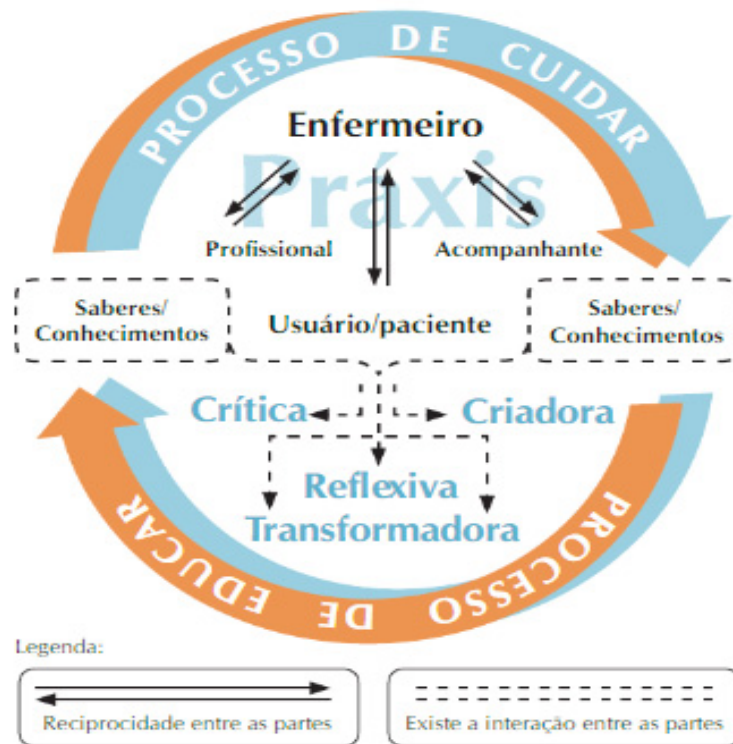 PROCESSO DE CUIDAR
Enfermeiro
Práxis
Profissional
Acompanhante
Saberes/
Conhecimentos
Usuário/paciente
Saberes/
Conhecimentos
Crítica
Criadora
Reflexiva
Transformadora
PROCESSO DE EDUCAR
Legenda:
Reciprocidade entre as partes
Existe a interação entre as partes